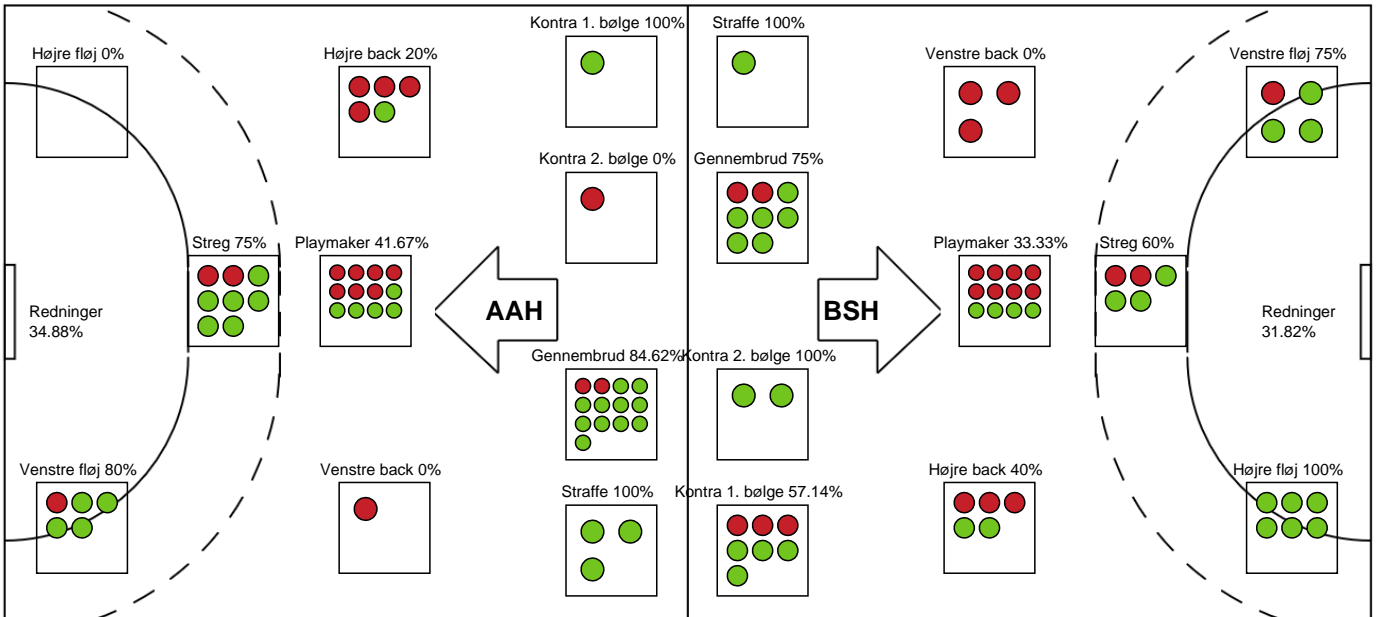 Kontra 1. bølge 100%
Straffe 100%
Højre fløj 0%
Højre back 20%
Venstre back 0%
Venstre fløj 75%
Kontra 2. bølge 0%
Gennembrud 75%
Streg 75%
Playmaker 41.67%
Playmaker 33.33%
Streg 60%
Redninger
34.88%
AAH
BSH
Redninger
31.82%
Gennembrud 84.62%
Kontra 2. bølge 100%
Venstre fløj 80%
Venstre back 0%
Straffe 100%
Kontra 1. bølge 57.14%
Højre back 40%
Højre fløj 100%